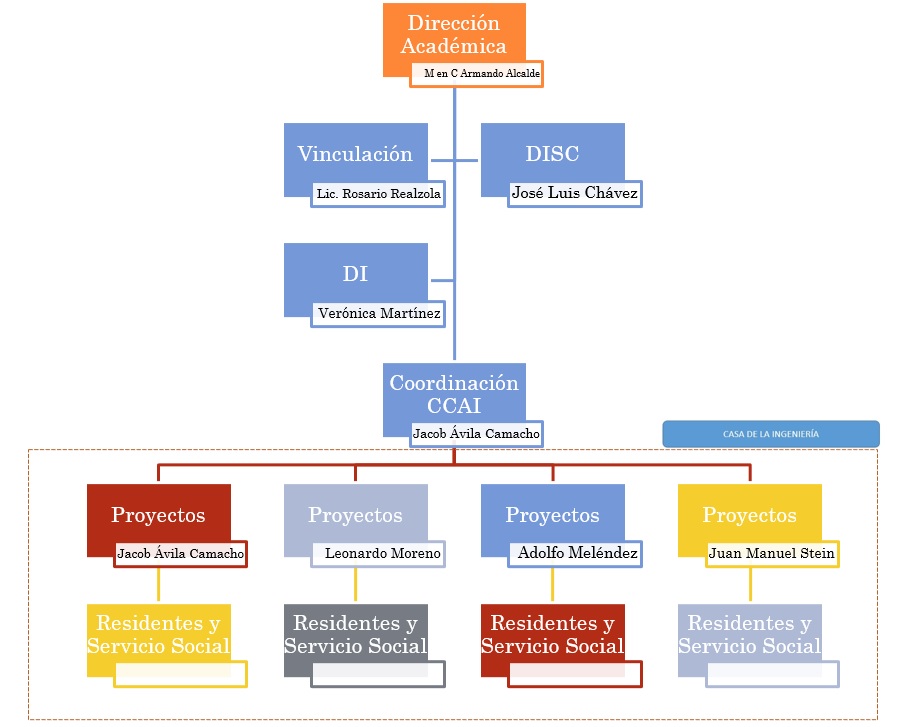 Dirección
Académica
M en C Armando Alcalde
Vinculación
Lic. Rosario Realzola
DISC
José Luis Chávez
DI
Verónica Martínez
Coordinación
CCAI
Jacob Ávila Camacho
CASA DE LA INGENIERÍA
Proyectos
Jacob Ávila Camacho
Proyectos
Leonardo Moreno
Proyectos
Adolfo Meléndez
Proyectos
Juan Manuel Stein
Residentes y
Servicio Social
Residentes y
Servicio Social
Residentes y
Servicio Social
Residentes y
Servicio Social